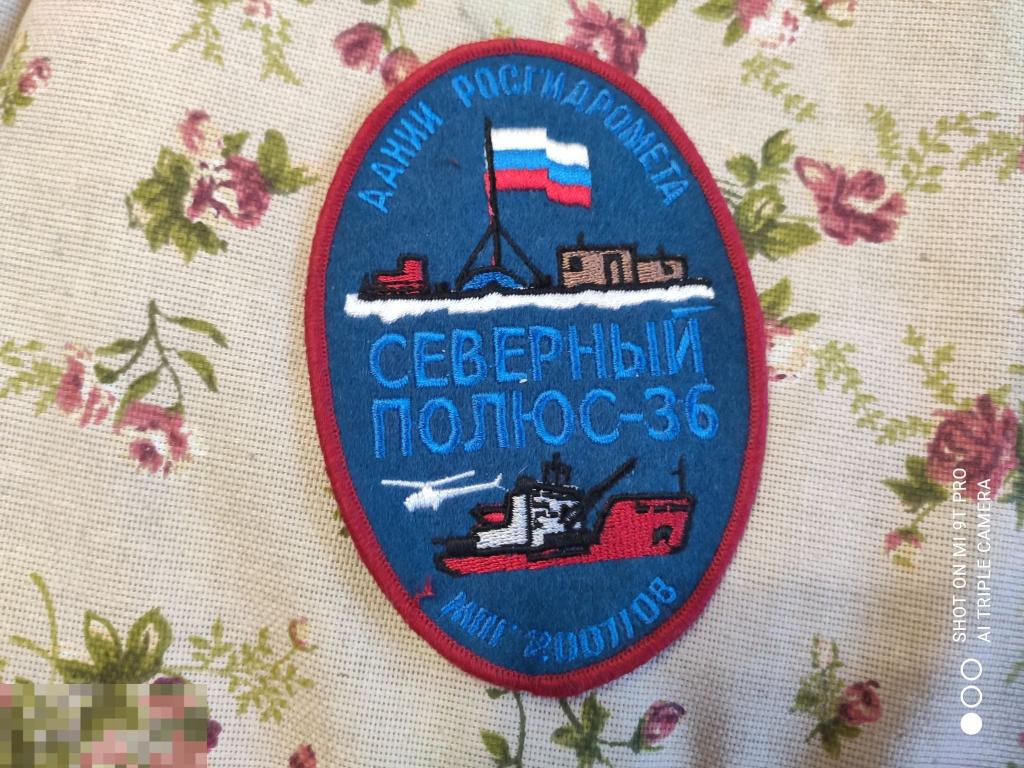 ААНИИ РОСГИДРОМЕТА
СЕВЕРНЫЙ
ПОЛЮС-36
МПГ 2007/08
SHOT ON MI 9T PRO
AI TRIPLE CAMERA